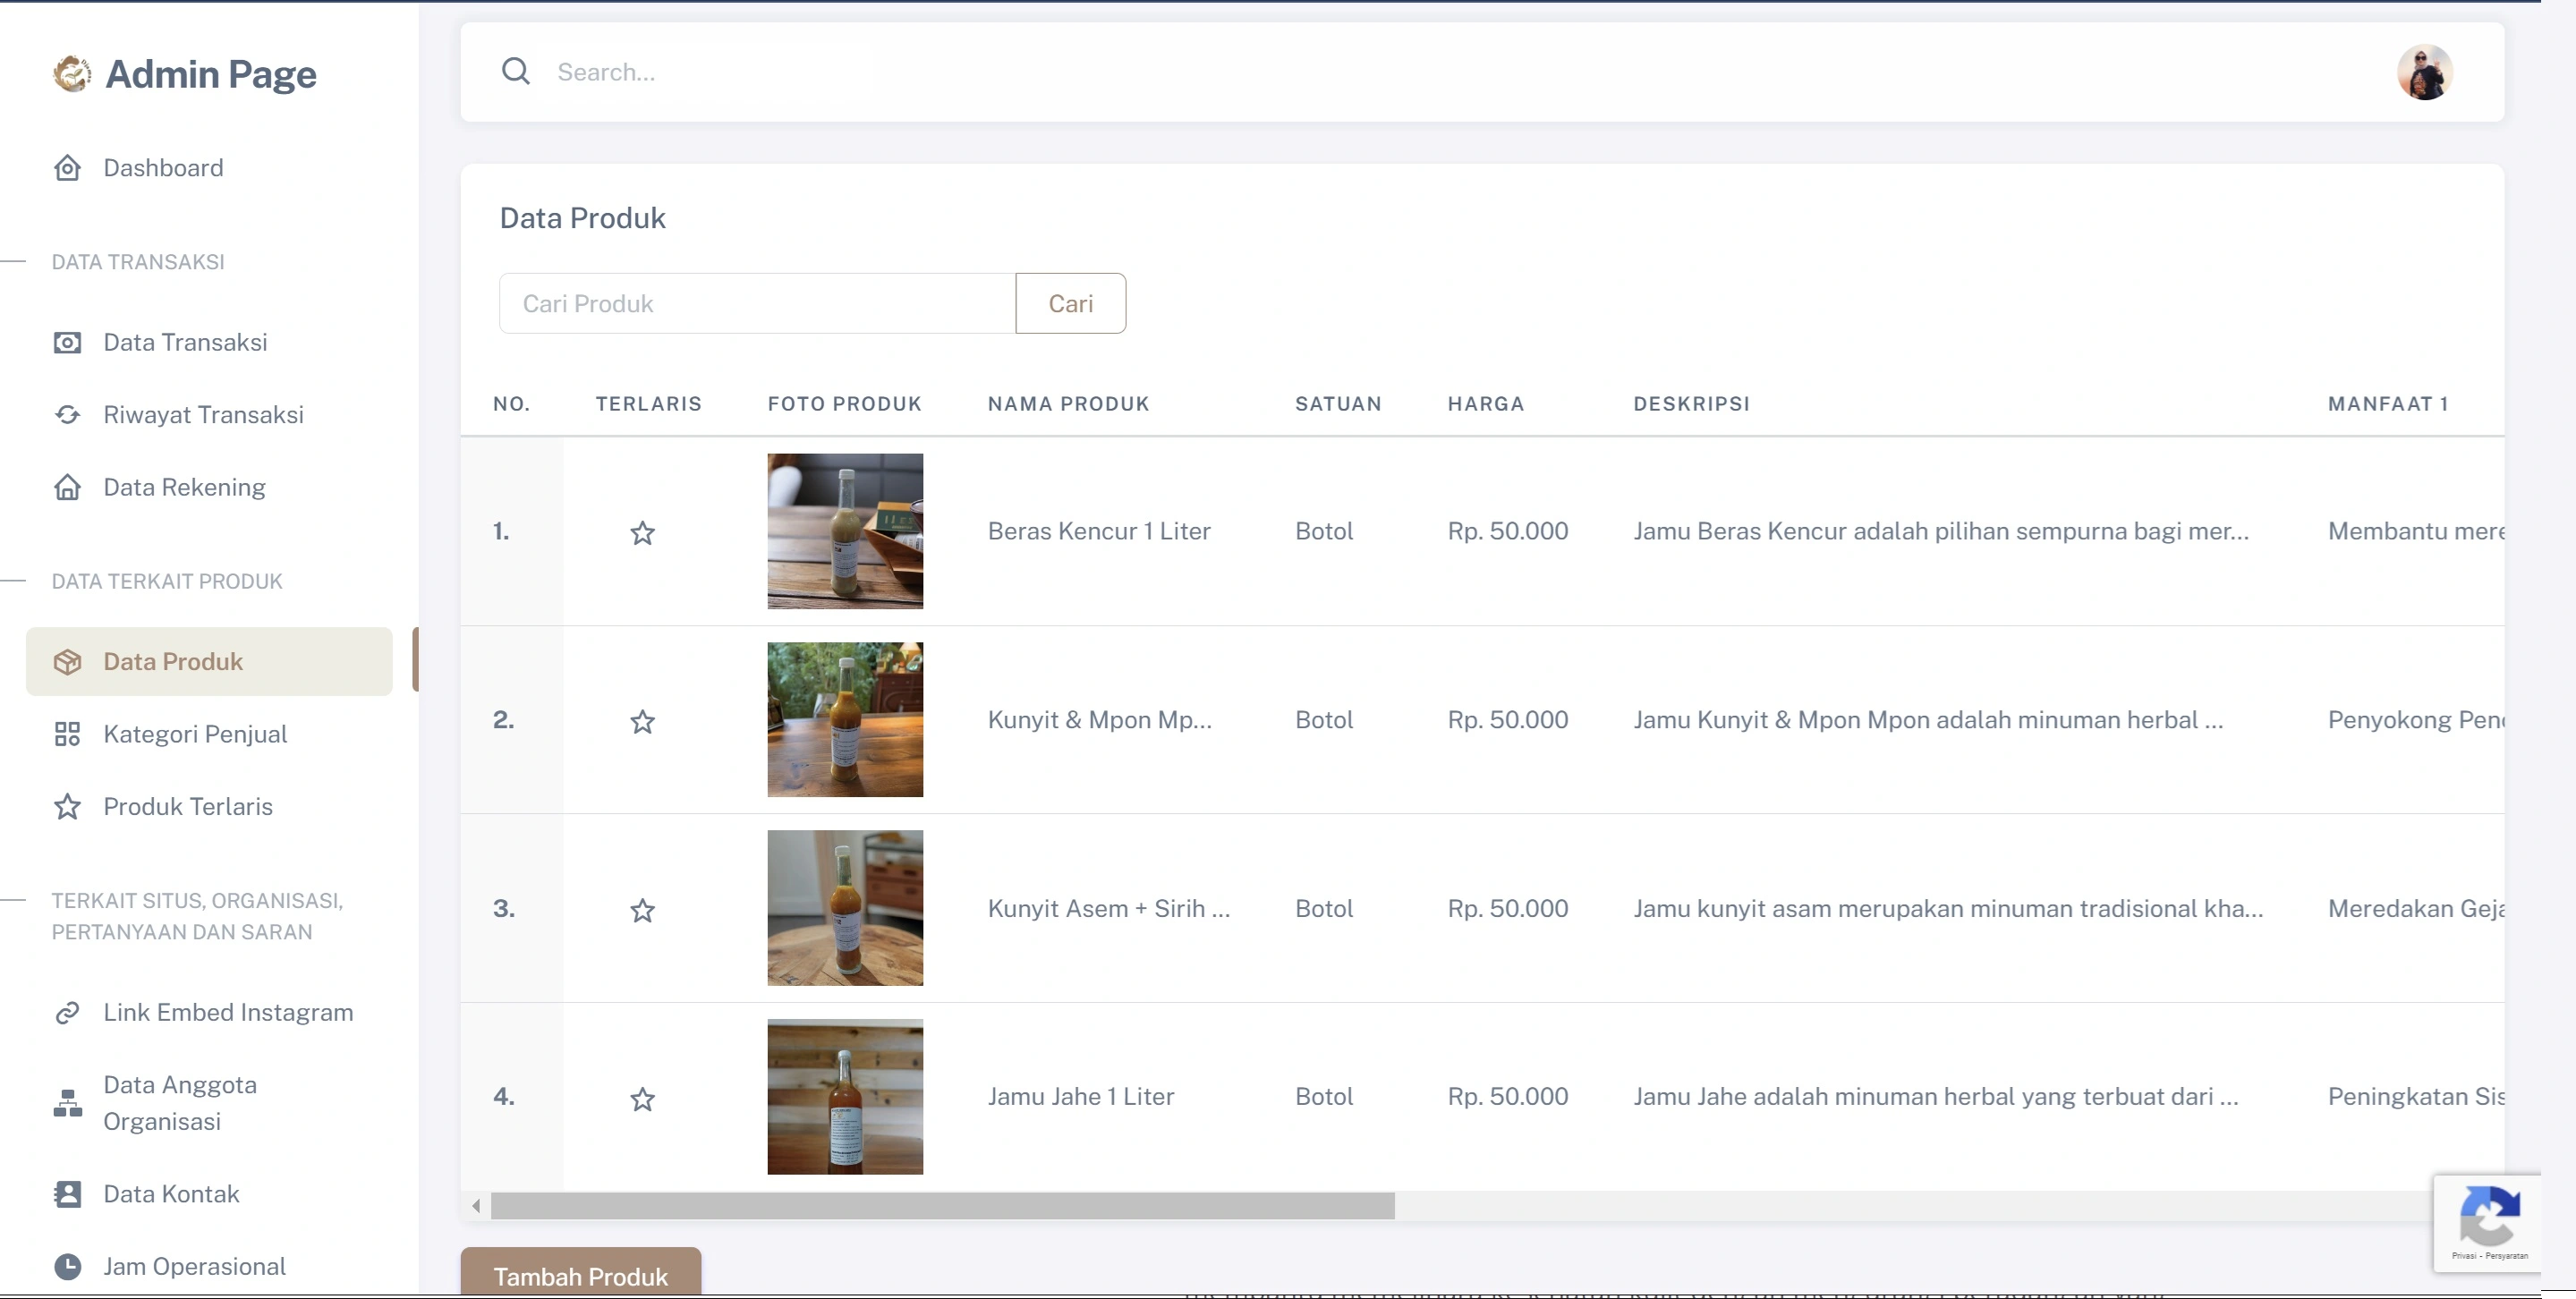 Admin Page
Search...
Dashboard
DATA TRANSAKSI
Data Transaksi
Riwayat Transaksi
Data Rekening
DATA TERKAIT PRODUK
Data Produk
Kategori Penjual
Produk Terlaris
TERKAIT SITUS, ORGANISASI,
PERTANYAAN DAN SARAN
Link Embed Instagram
Data Anggota
Organisasi
Data Kontak
Jam Operasional
Data Produk
Cari Produk Cari
NO. TERLARIS FOTO PRODUK NAMA PRODUK SATUAN HARGA DESKRIPSI MANFAAT 1
1. Beras Kencur 1 Liter Botol Rp. 50.000 Jamu Beras Kencur adalah pilihan sempurna bagi mer... Membantu mere
2. Kunyit & Mpon Mp... Botol Rp. 50.000 Jamu Kunyit & Mpon Mpon adalah minuman herbal ... Penyokong Pen
3. Kunyit Asem + Sirih ... Botol Rp. 50.000 Jamu kunyit asam merupakan minuman tradisional kha... Meredakan Geja
4. Jamu Jahe 1 Liter Botol Rp. 50.000 Jamu Jahe adalah minuman herbal yang terbuat dari ... Peningkatan Sis
Tambah Produk
Privasi - Persyaratan